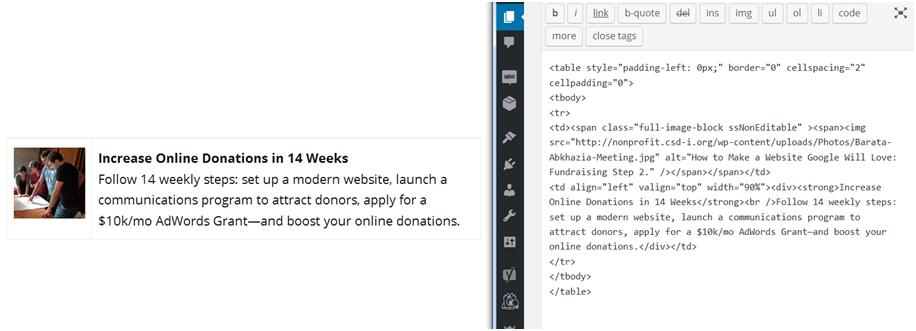 Increase Online Donations in 14 Weeks
Follow 14 weekly steps: set up a modern website, launch a
communications program to attract donors, apply for a
$10k/mo AdWords Grant—and boost your online donations.
WOO
b i link b-quote del ins img ul ol li code
more close tags
<table style="padding-left: 0px;" border="0" cellspacing="2"
cellpadding="0">
<tbody>
<tr>
<td><span class="full-image-block ssNonEditable" ><span><img
src="http://nonprofit.csd-i.org/wp-content/uploads/Photos/Barata-
Abkhazia-Meeting.jpg" alt="How to Make a Website Google Will Love:
Fundraising Step 2." /></span></span></td>
<td align="left" valign="top" width="90%"><div><strong>Increase
Online Donations in 14 Weeks</strong><br />Follow 14 weekly steps:
set up a modern website, launch a communications program to
attract donors, apply for a $10k/mo AdWords Grant—and boost your
online donations.</div></td>
</tr>
</tbody>
</table>